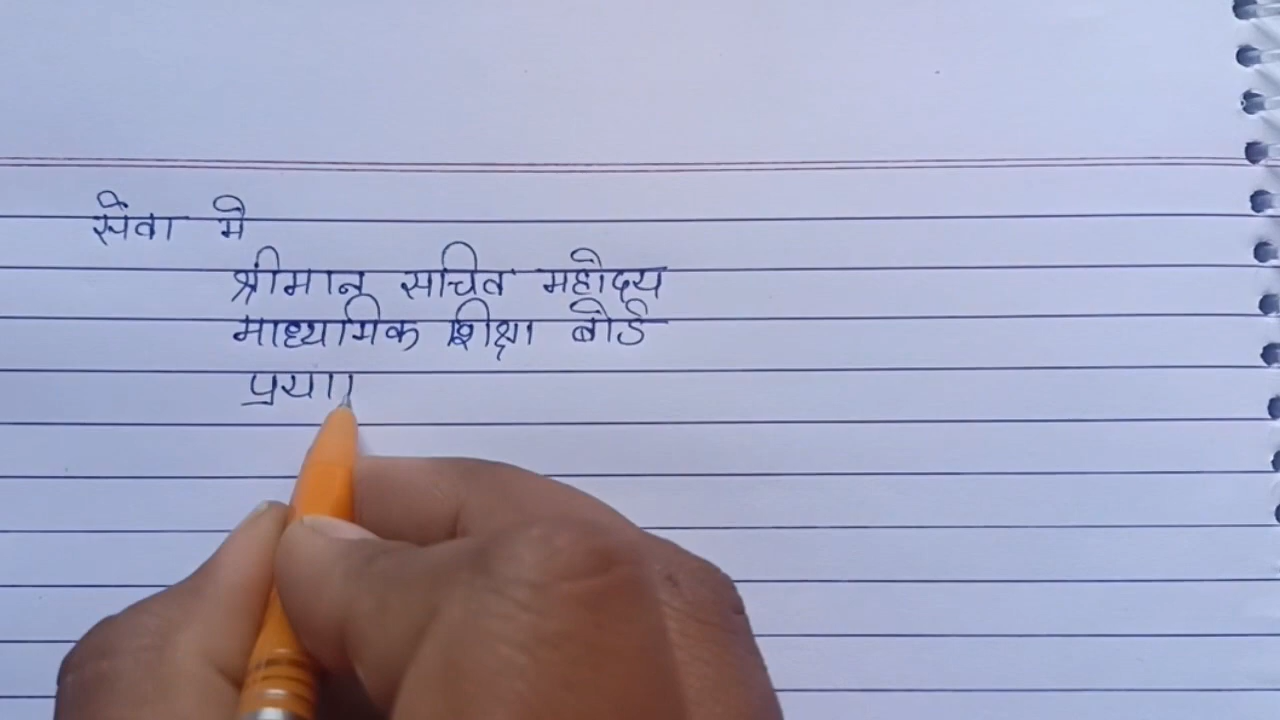 सेवा मे
श्रीमान सचिव महोदय
माध्यमिक शिक्षा बोर्ड
प्रया